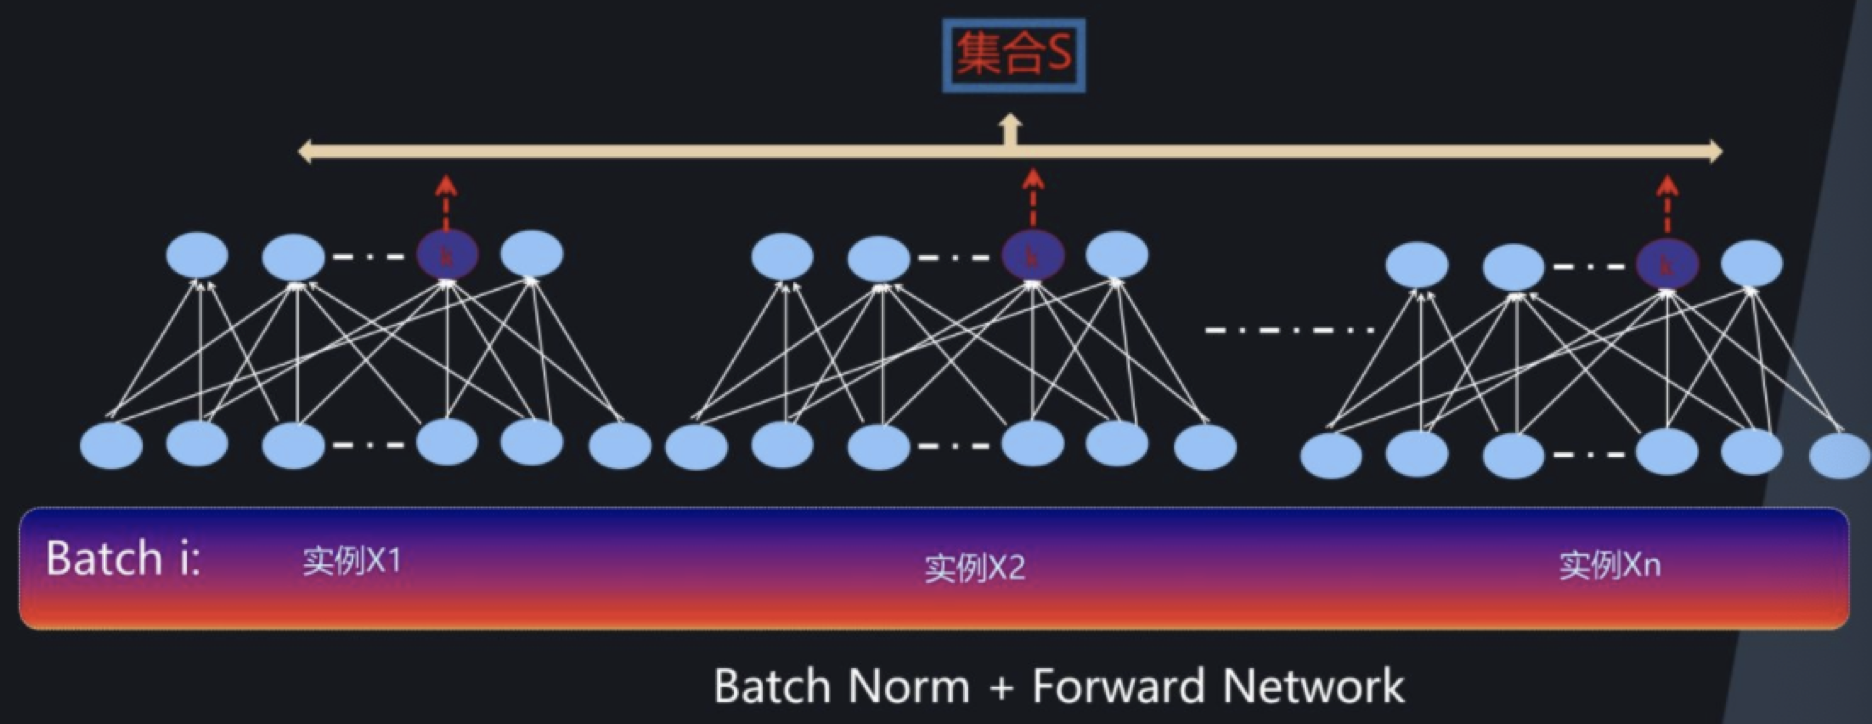 集合S
k
k
k
Batch i:
实例X1
实例X2
实例Xn
Batch Norm + Forward Network